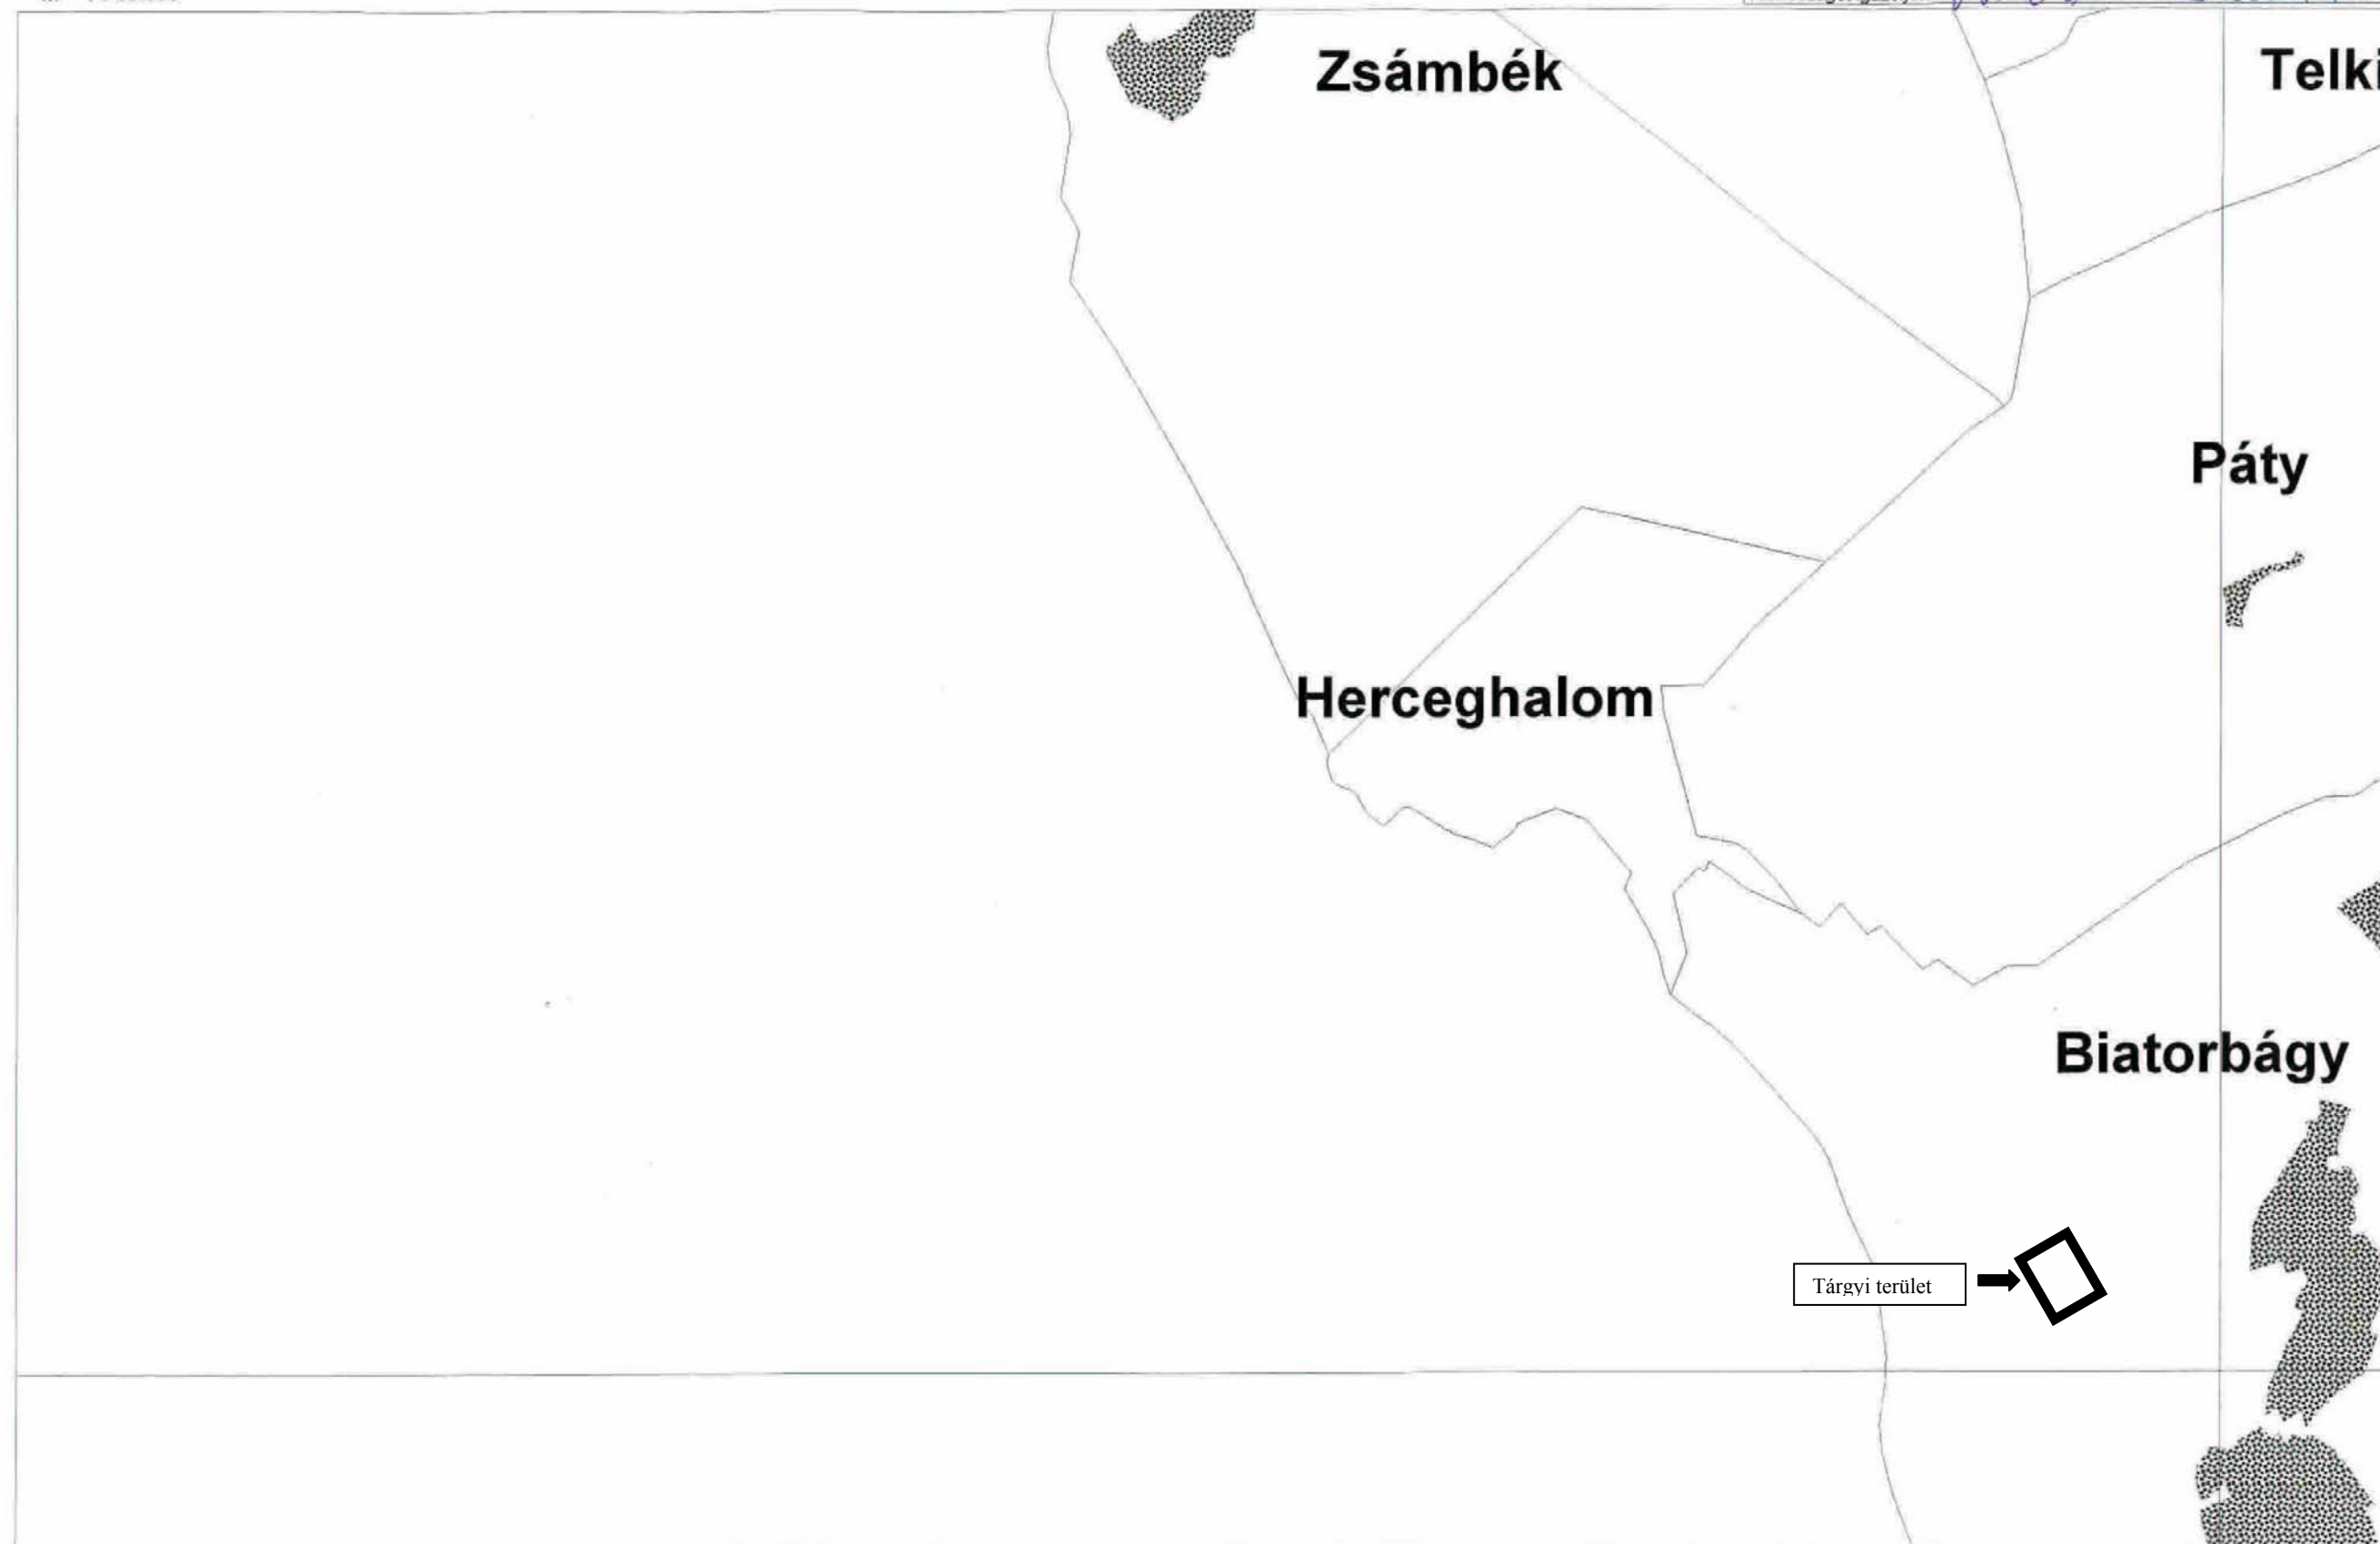 Zsámbék
Telki
Páty
Herceghalom
Biatorbágy
Tárgyi terület